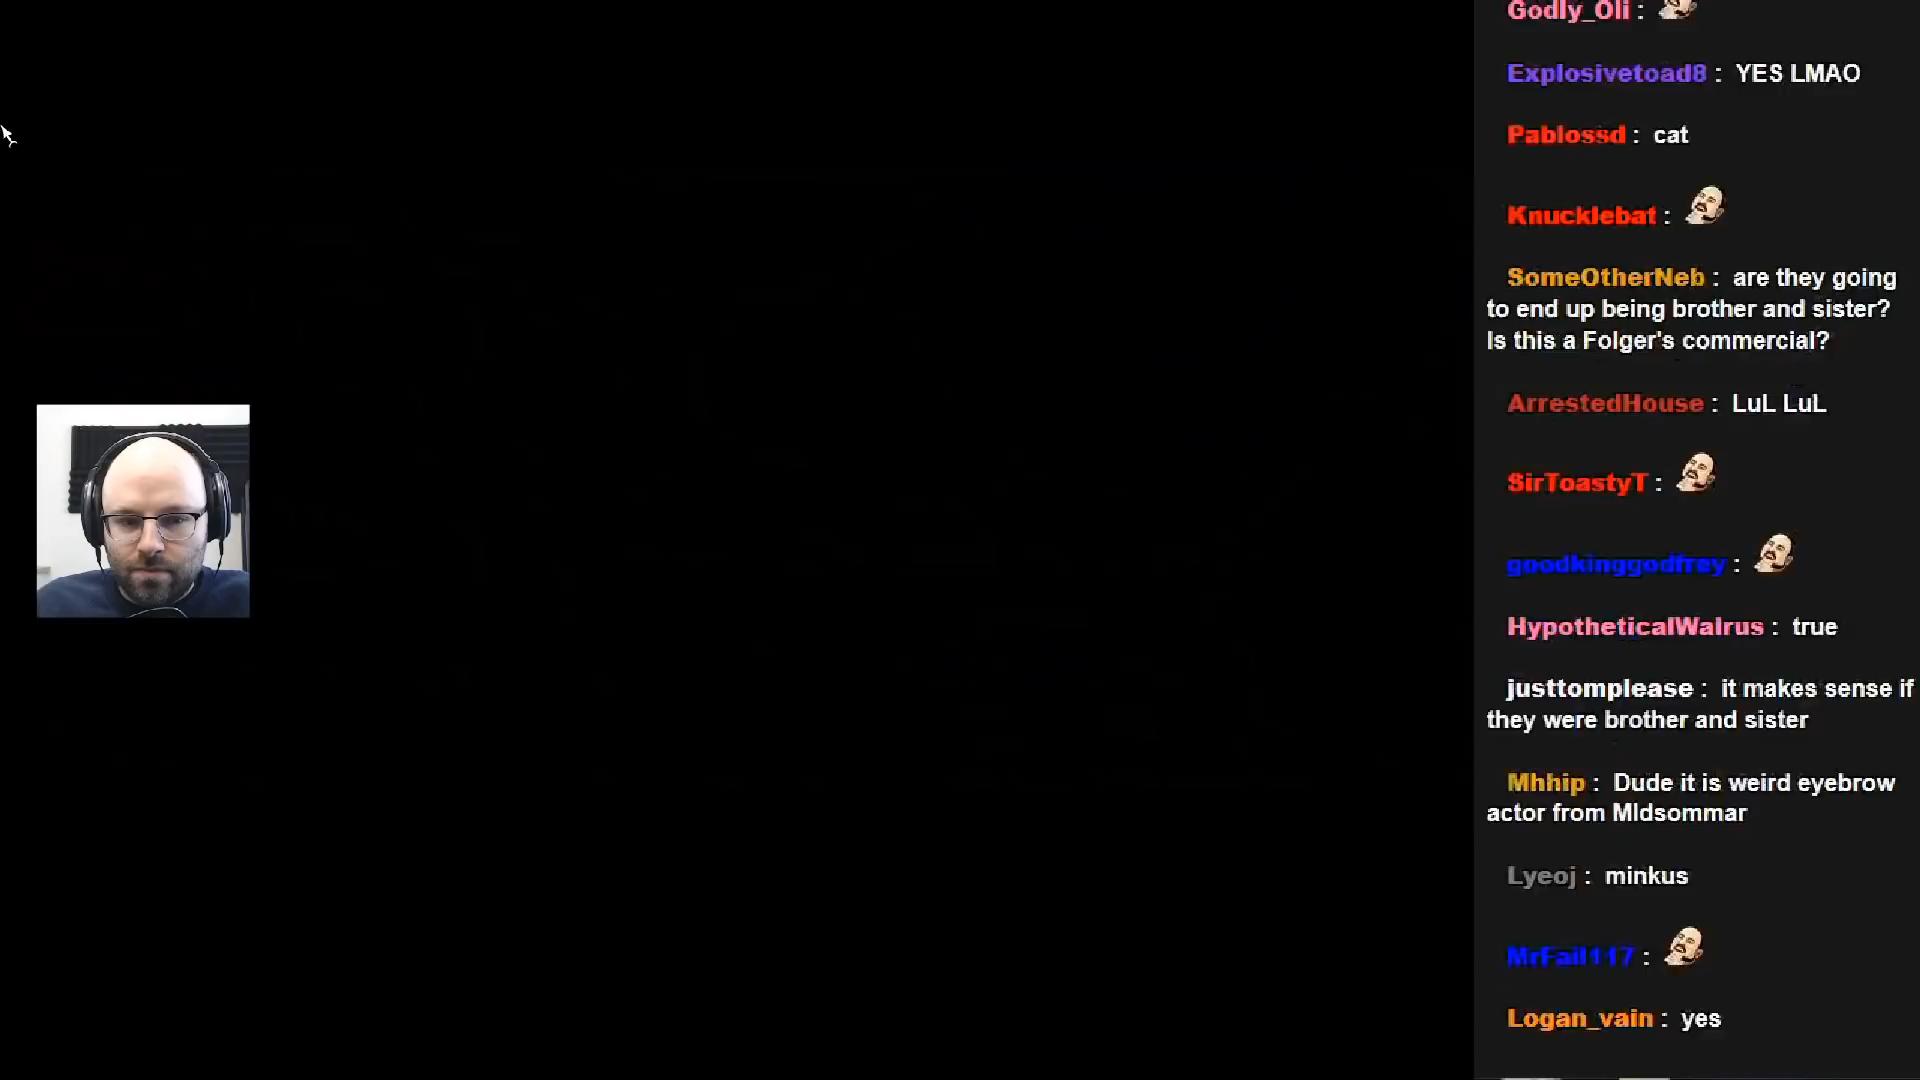 Godly_Oli :
Explosivetoad8 : YES LMAO
Pablossd : cat
Knucklebat :
SomeOtherNeb : are they going
to end up being brother and sister?
Is this a Folger's commercial?
ArrestedHouse : LuL LuL
SirToastyT :
goodkinggodfrey :
HypotheticalWalrus : true
justtomplease : it makes sense if
they were brother and sister
Mhhip : Dude it is weird eyebrow
actor from MIdsommar
Lyeoj : minkus
MrFail117 :
Logan_vain : yes